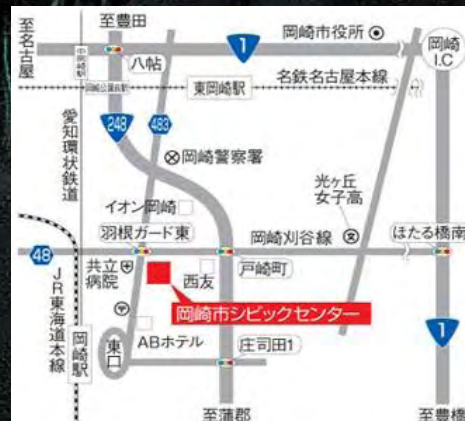 至豊田
至名古屋
1
岡崎市役所
岡崎
I.C
中岡崎駅
八帖
名鉄名古屋本線
岡崎公園前駅
東岡崎駅
愛知環状鉄道
248
483
岡崎警察署
光ヶ丘
女子高
イオン岡崎
羽根ガード東
岡崎刈谷線
ほたる橋南
48
共立
病院
西友
戸崎町
JR東海道本線
岡崎市シビックセンター
1
岡崎駅
東口
ABホテル
庄司田1
至蒲郡
至豊橋